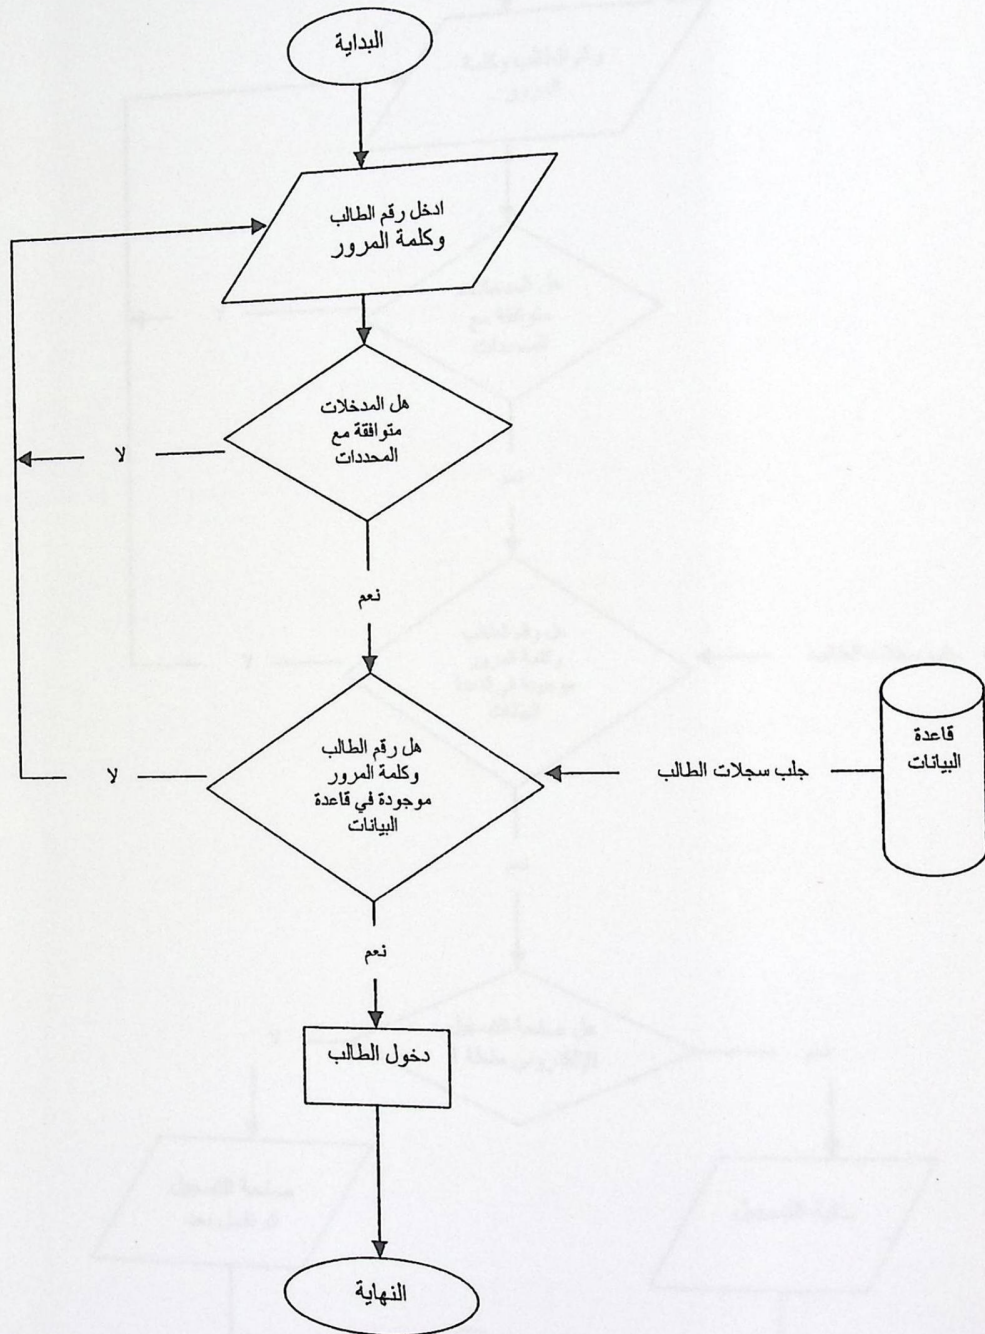 البداية
ادخل رقم الطالب
وكلمة المرور
هل المدخلات
متوافقة مع
المحددات
لا
نعم
هل رقم الطالب
وكلمة المرور
موجودة في قاعدة
البيانات
لا
جلب سجلات الطالب
قاعدة
البيانات
نعم
دخول الطالب
النهاية